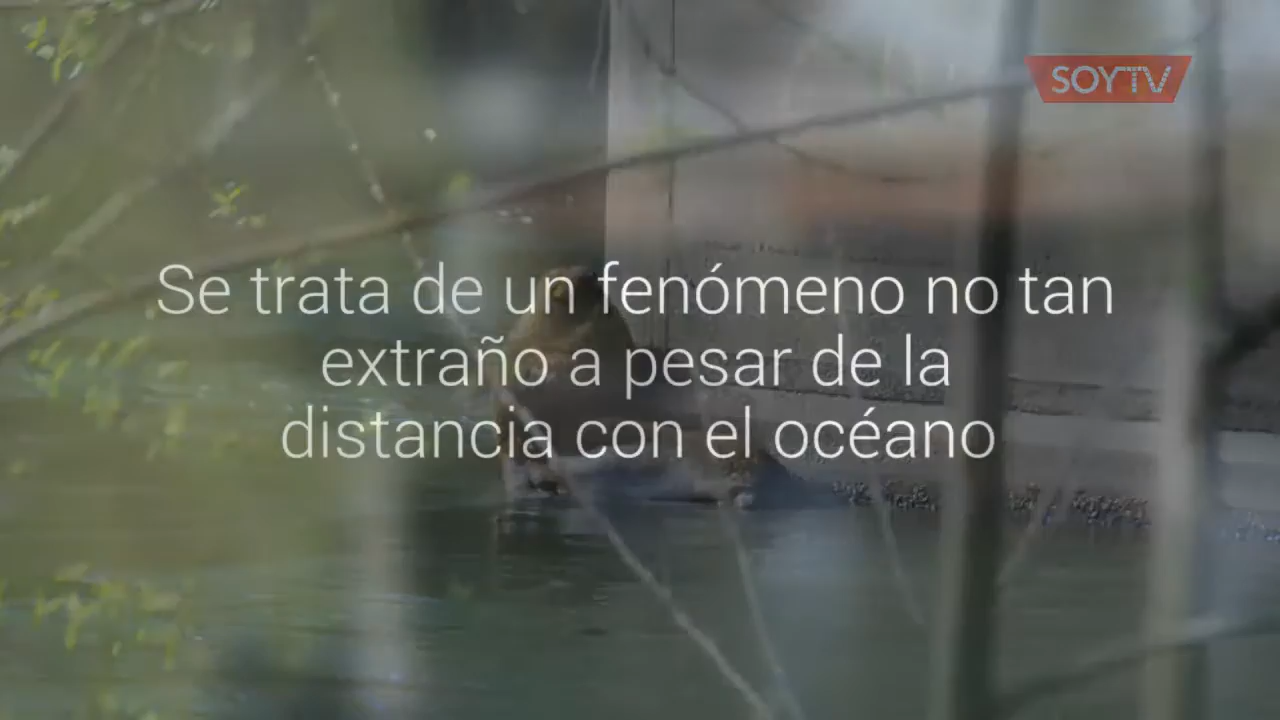 SOYTV
Se trata de un fenómeno no tan
extraño a pesar de la
distancia con el océano